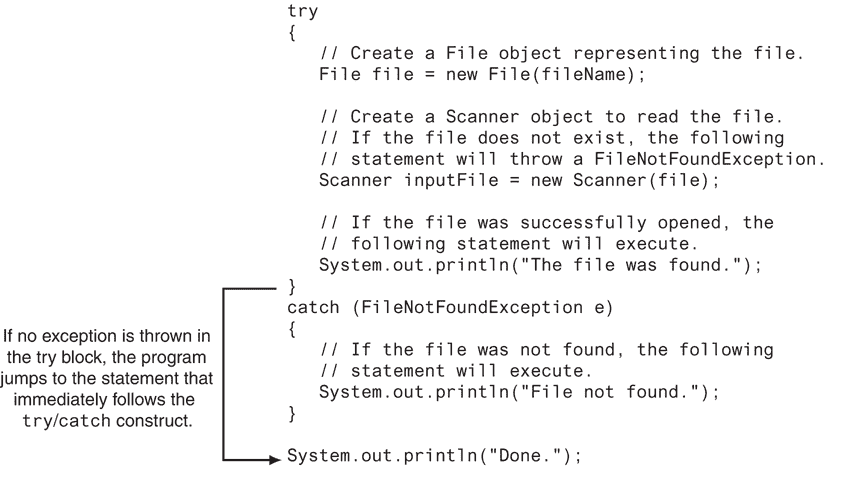 try
{
// Create a File object representing the file.
File file = new File(fileName);
// Create a Scanner object to read the file.
// If the file does not exist, the following
// statement will throw a FileNotFoundException.
Scanner inputFile = new Scanner(file);
// If the file was successfully opened, the
// following statement will execute.
System.out.println("The file was found.");
}
catch (FileNotFoundException e)
{
// If the file was not found, the following
// statement will execute.
System.out.println("File not found.");
}
System.out.println("Done.");
If no exception is thrown in
the try block, the program
jumps to the statement that
immediately follows the
try/catch construct.